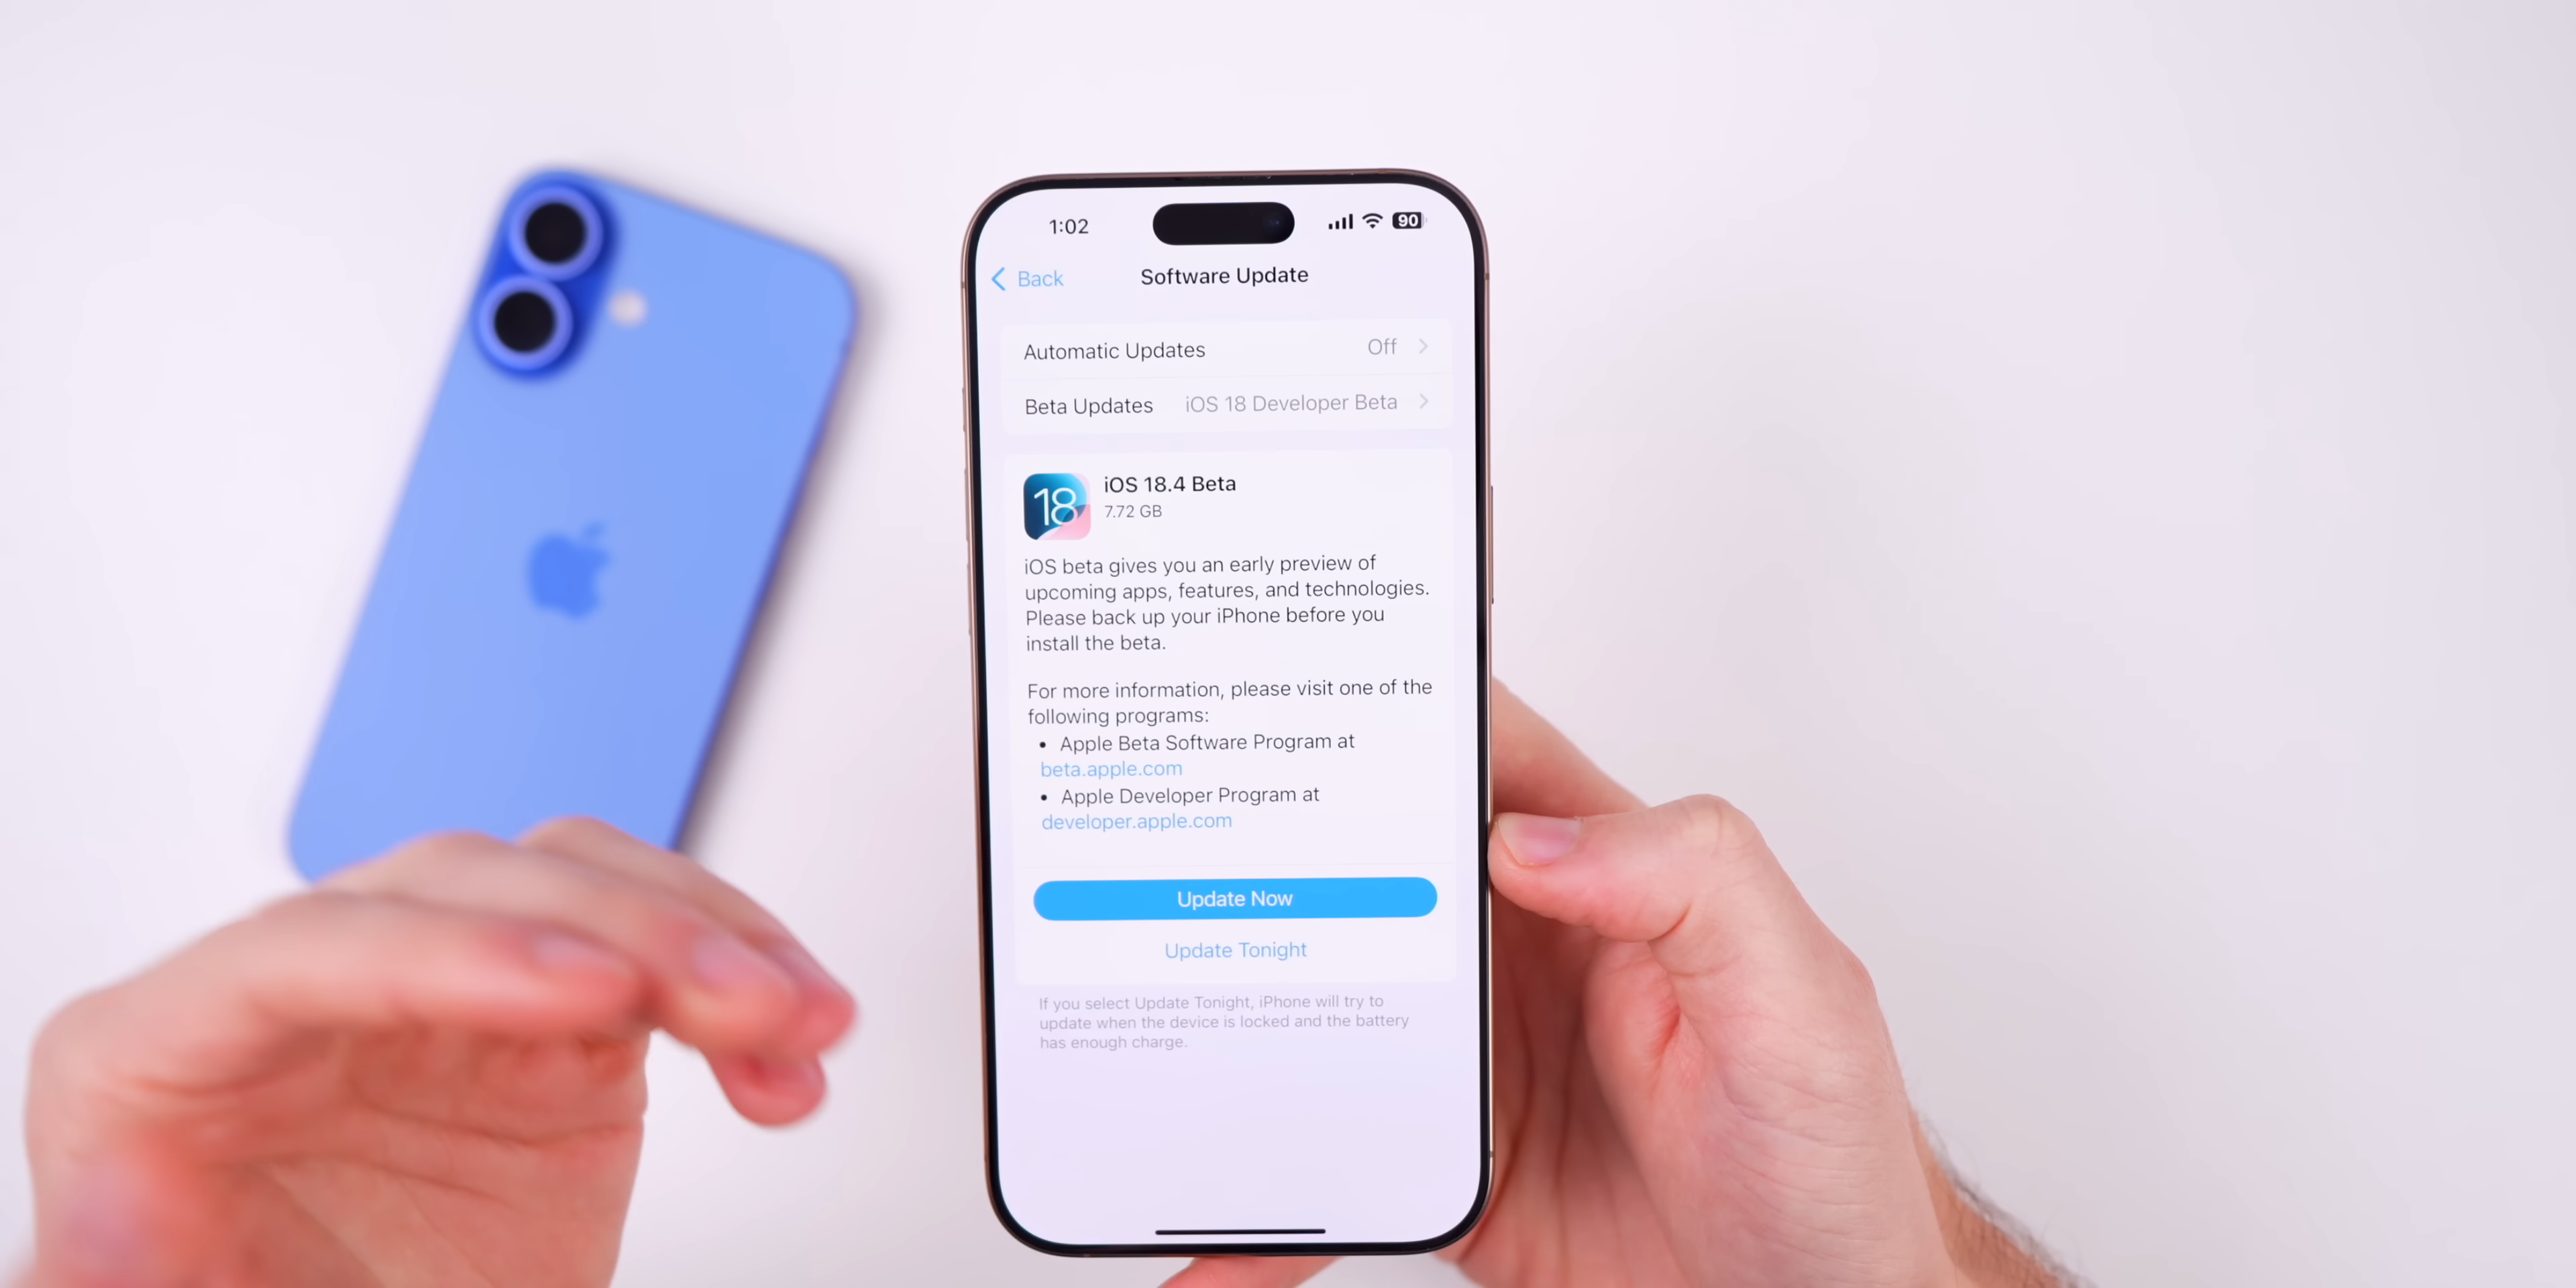 1:02
90
Back
Software Update
Automatic Updates Off
Beta Updates iOS 18 Developer Beta
18
iOS 18.4 Beta
7.72 GB
iOS beta gives you an early preview of
upcoming apps, features, and technologies.
Please back up your iPhone before you
install the beta.
For more information, please visit one of the
following programs:
• Apple Beta Software Program at
beta.apple.com
• Apple Developer Program at
developer.apple.com
Update Now
Update Tonight
If you select Update Tonight, iPhone will try to
update when the device is locked and the battery
has enough charge.